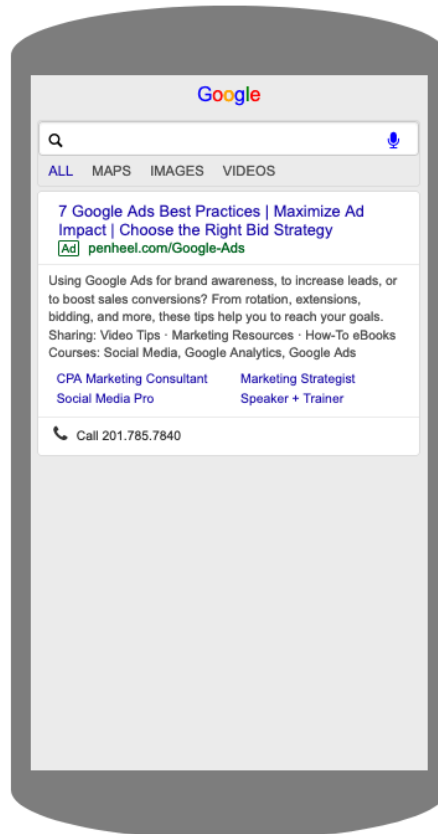 Google
ALL MAPS IMAGES VIDEOS
7 Google Ads Best Practices | Maximize Ad
Impact | Choose the Right Bid Strategy
Ad penheel.com/Google-Ads
Using Google Ads for brand awareness, to increase leads, or
to boost sales conversions? From rotation, extensions,
bidding, and more, these tips help you to reach your goals.
Sharing: Video Tips · Marketing Resources · How-To eBooks
Courses: Social Media, Google Analytics, Google Ads
CPA Marketing Consultant Marketing Strategist
Social Media Pro Speaker + Trainer
Call 201.785.7840